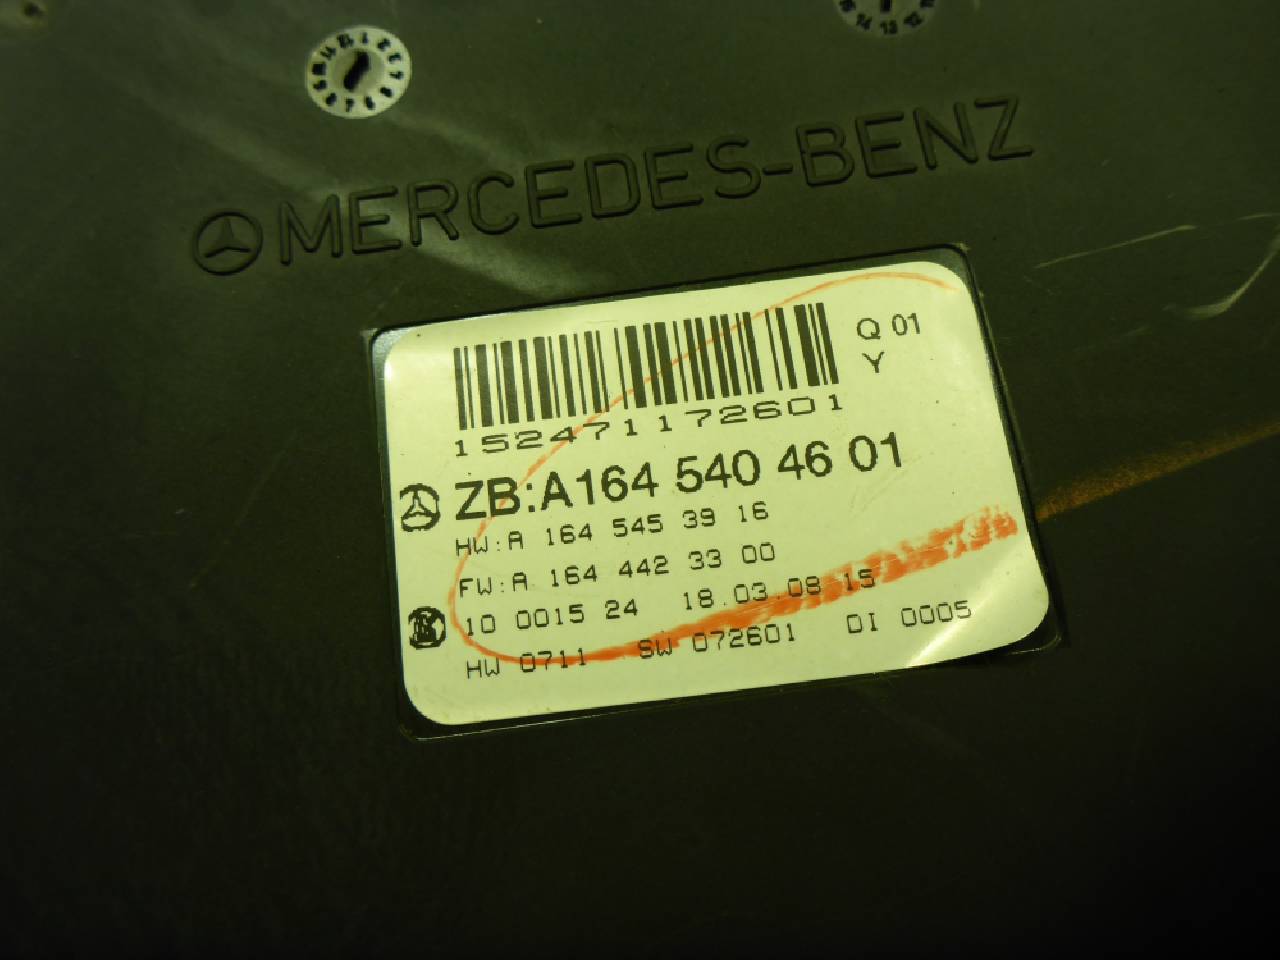 MERCEDES-BENZ
Q 01
Y
152471172601
ZB:A164 540 46 01
HW:A 164 545 39 16
FW:A 164 442 33 00
10 0015 24 18.03.08 15
HW 0711 SW 072601 DI 0005